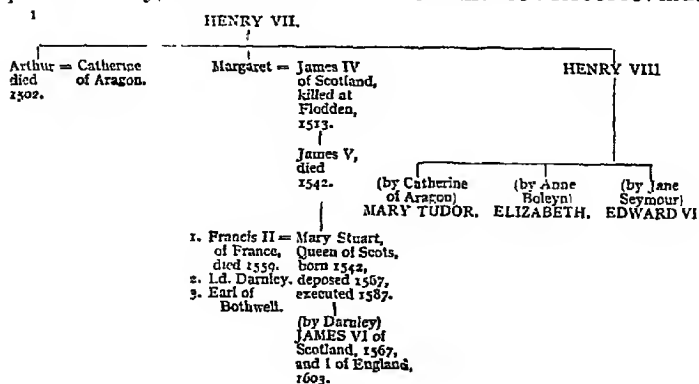 1
HENRY VII.
Arthur = Catherine
died of Aragon.
1502.
Margaret = James IV
of Scotland,
killed at
Flodden,
1513.
HENRY VIII
James V,
died
1542.
(by Catherine
of Aragon)
MARY TUDOR.
(by Anne
Boleyn)
ELIZABETH.
(by Jane
Seymour)
EDWARD VI
1. Francis II = Mary Stuart,
of France, Queen of Scots,
died 1559. born 1542,
2. Ld. Darnley. deposed 1567,
3. Earl of executed 1587.
Bothwell.
(by Darnley)
JAMES VI of
Scotland, 1567,
and I of England,
1603.